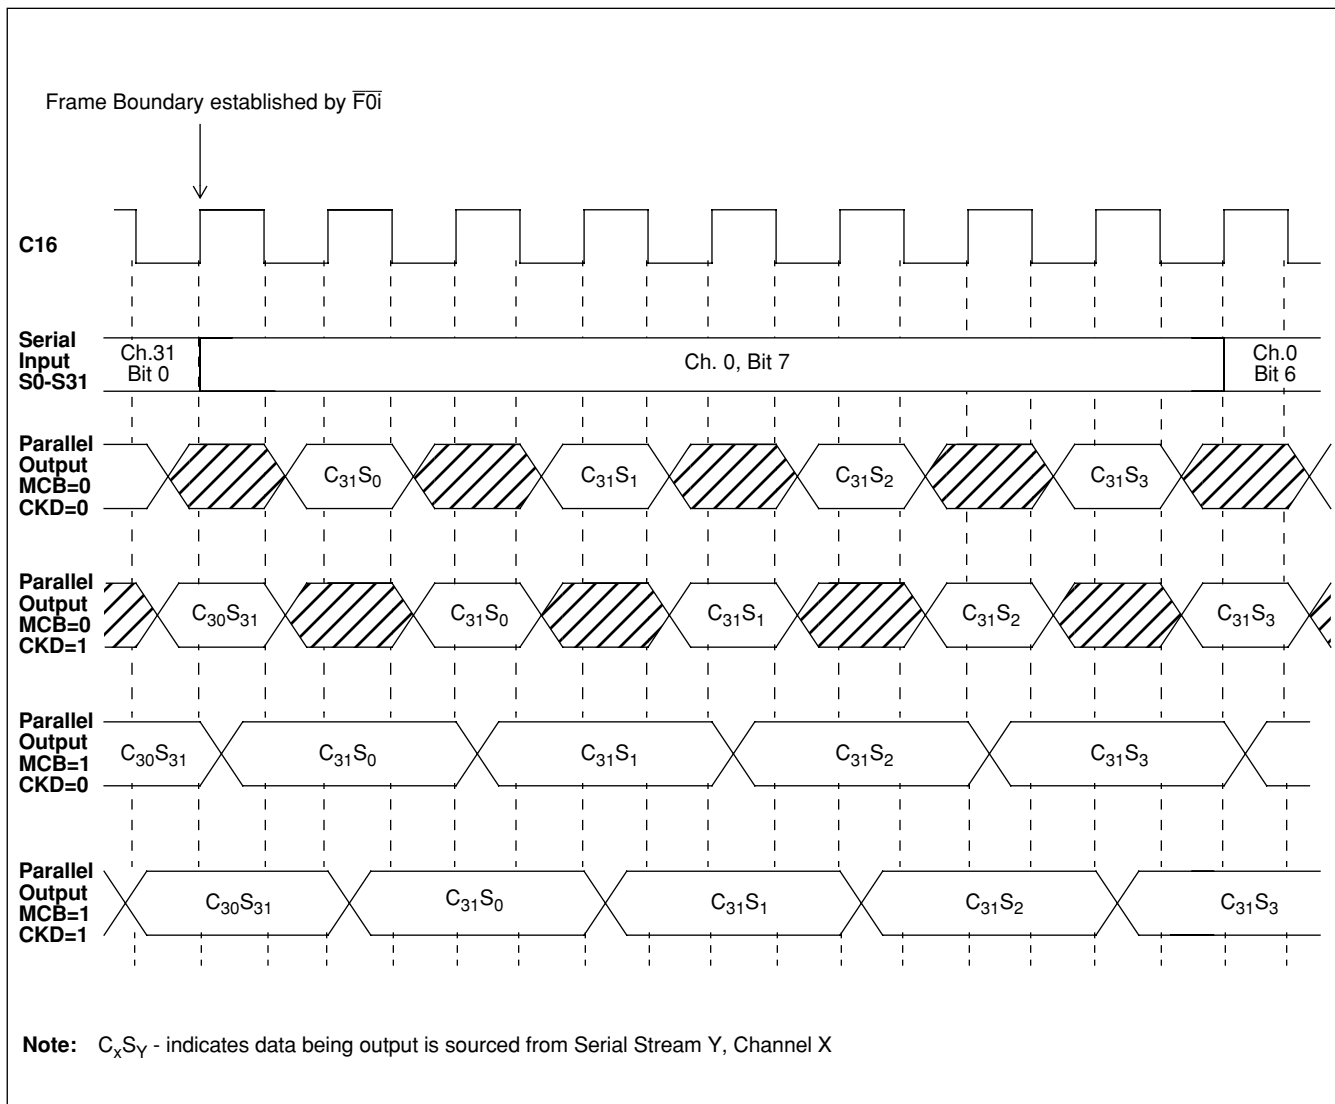 Frame Boundary established by F0i
C16
Serial
Input
S0-S31
Ch.31
Bit 0
Ch. 0, Bit 7
Ch.0
Bit 6
Parallel
Output
MCB=0
CKD=0
C31S0
C31S1
C31S2
C31S3
Parallel
Output
MCB=0
CKD=1
C30S31
C31S0
C31S1
C31S2
C31S3
Parallel
Output
MCB=1
CKD=0
C30S31
C31S0
C31S1
C31S2
C31S3
Parallel
Output
MCB=1
CKD=1
C30S31
C31S0
C31S1
C31S2
C31S3
Note: CxSY - indicates data being output is sourced from Serial Stream Y, Channel X